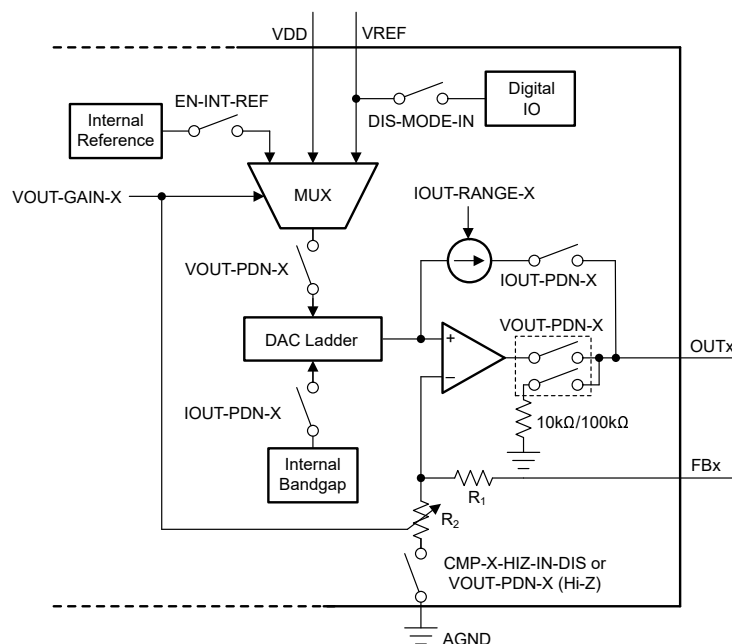 VDD
VREF
EN-INT-REF
Internal
Reference
DIS-MODE-IN
Digital
IO
VOUT-GAIN-X
MUX
IOUT-RANGE-X
VOUT-PDN-X
IOUT-PDN-X
DAC Ladder
VOUT-PDN-X
+
–
OUTx
IOUT-PDN-X
10kΩ/100kΩ
Internal
Bandgap
FBx
R1
R2
CMP-X-HIZ-IN-DIS or
VOUT-PDN-X (Hi-Z)
AGND